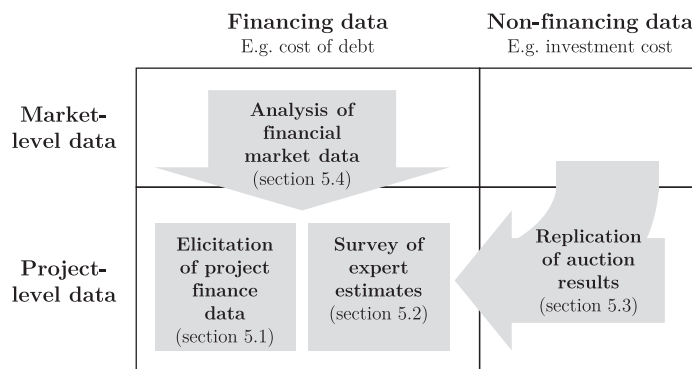 Financing data
E.g. cost of debt
Non-financing data
E.g. investment cost
Market-
level data
Analysis of
financial
market data
(section 5.4)
Project-
level data
Elicitation
of project
finance
data
(section 5.1)
Survey of
expert
estimates
(section 5.2)
Replication
of auction
results
(section 5.3)